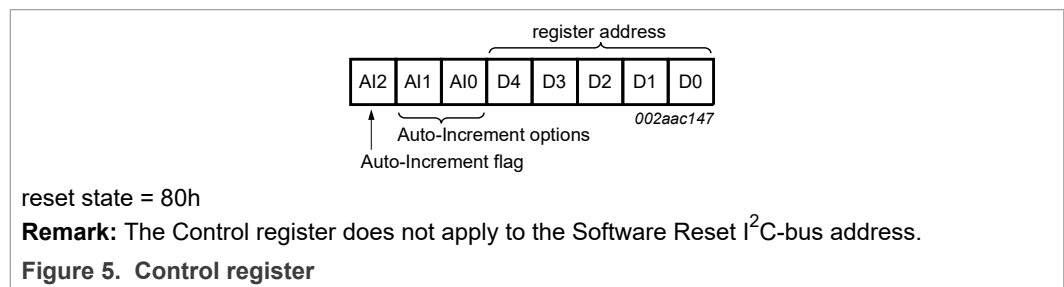 register address
AI2 AI1 AI0 D4 D3 D2 D1 D0
002aac147
Auto-Increment options
Auto-Increment flag
reset state = 80h
Remark: The Control register does not apply to the Software Reset I²C-bus address.
Figure 5. Control register